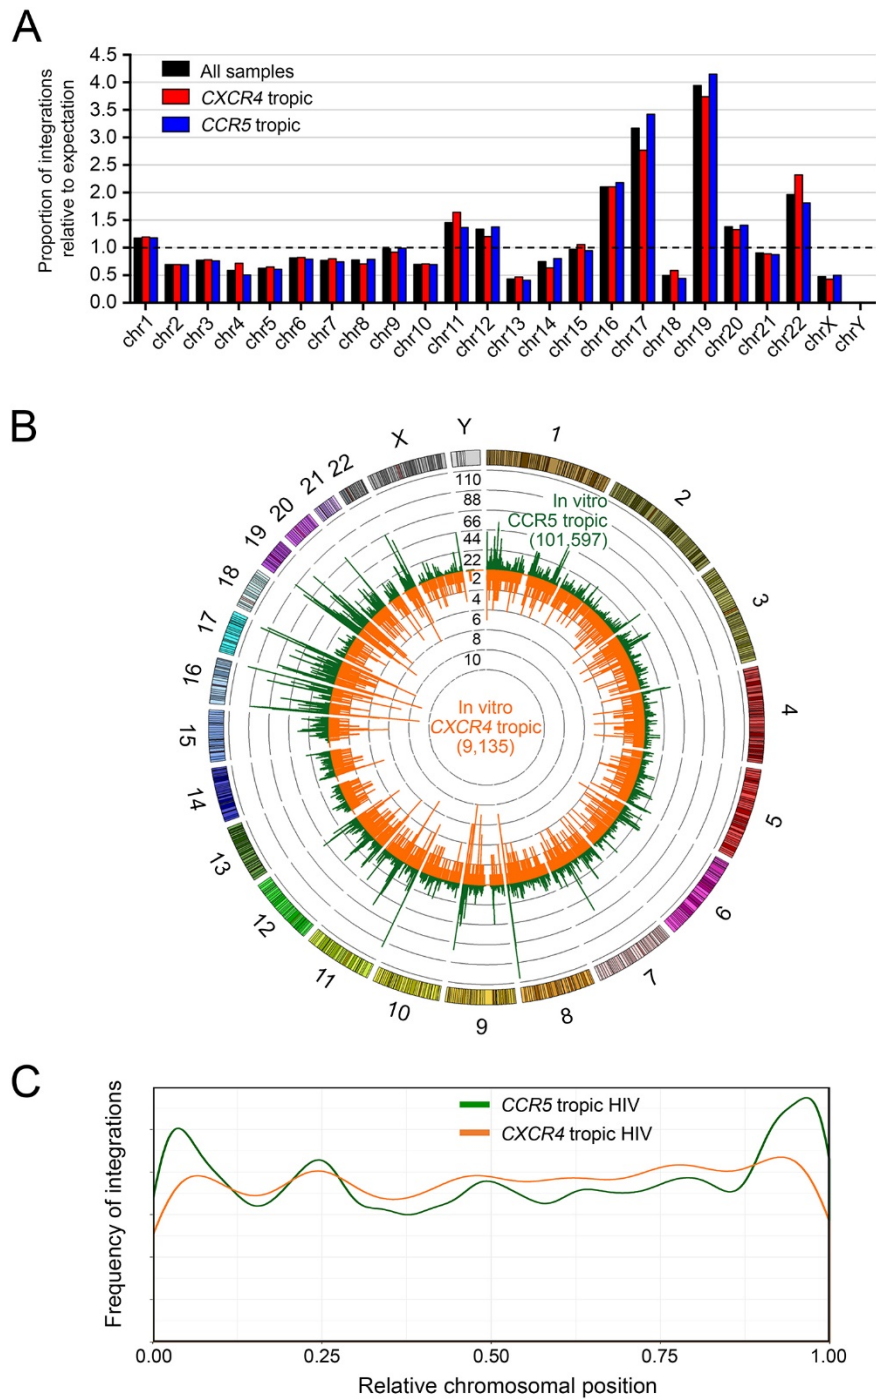 A
Proportion of integrations
relative to expectation
4.5
4.0
3.5
3.0
2.5
2.0
1.5
1.0
0.5
0.0
All samples
CXCR4 tropic
CCR5 tropic
chr1
chr2
chr3
chr4
chr5
chr6
chr7
chr8
chr9
chr10
chr11
chr12
chr13
chr14
chr15
chr16
chr17
chr18
chr19
chr20
chr21
chr22
chrX
chrY
B
1
2
3
4
5
6
7
8
9
10
11
12
13
14
15
16
17
18
19
20
21
22
X
Y
110
88
66
44
22
2
4
6
8
10
In vitro
CCR5 tropic
(101,597)
In vitro
CXCR4 tropic
(9,135)
C
Frequency of integrations
CCR5 tropic HIV
CXCR4 tropic HIV
0.00
0.25
0.50
0.75
1.00
Relative chromosomal position